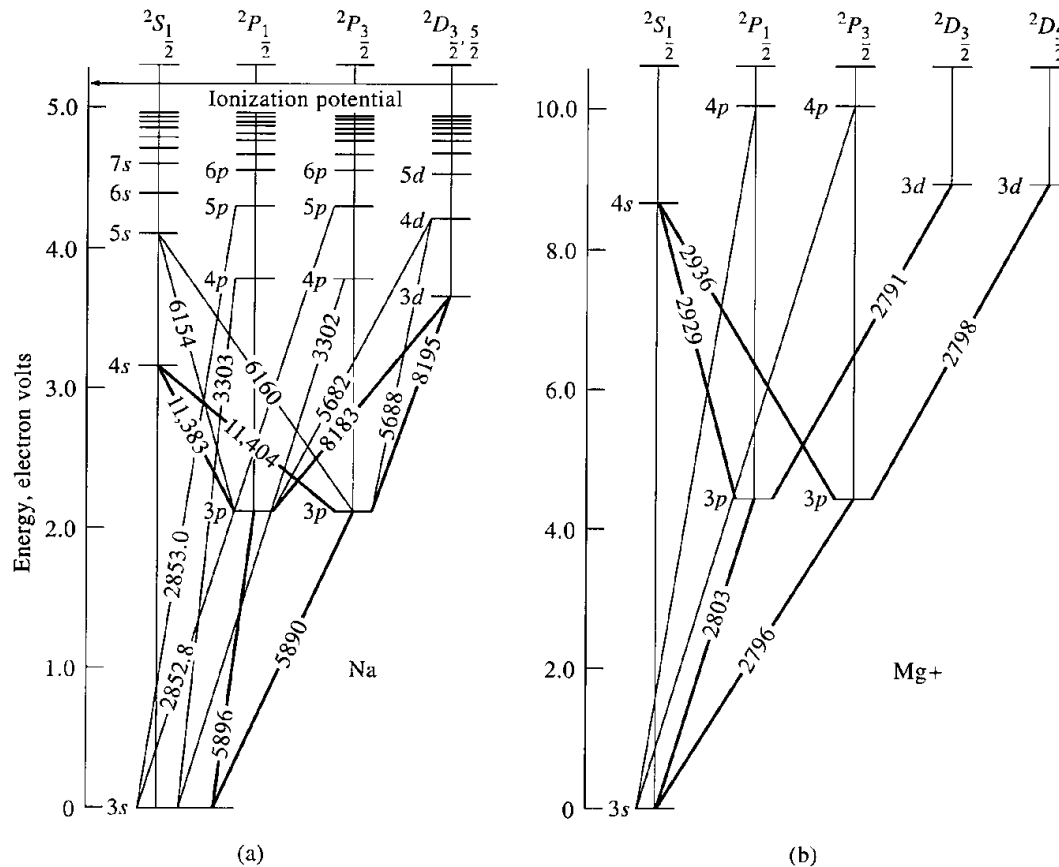 ²S½ ²P½ ²P3/2 ²D3/2, 5/2
Ionization potential
5.0
4.0
3.0
2.0
1.0
0
Energy, electron volts
7s
6s
5s
4s
3s
6p
5p
4p
3p
6p
5p
4p
3p
5d
4d
3d
6154
6160
3303
3302
5682
8183
5688
8195
11,383
11,404
2853.0
2852.8
5896
5890
Na
(a)
²S½ ²P½ ²P3/2 ²D3/2
10.0
8.0
6.0
4.0
2.0
0
4s
3s
4p
3p
4p
3p
3d
3d
2936
2929
2791
2798
2803
2796
Mg+
(b)